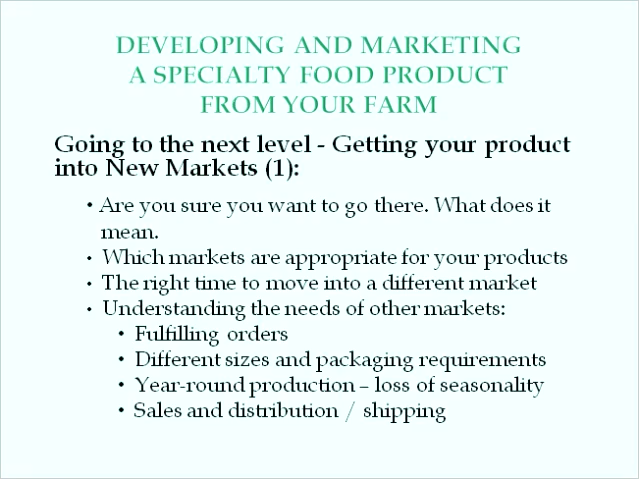 DEVELOPING AND MARKETING
A SPECIALTY FOOD PRODUCT
FROM YOUR FARM
Going to the next level - Getting your product
into New Markets (1):
• Are you sure you want to go there. What does it
mean.
• Which markets are appropriate for your products
• The right time to move into a different market
• Understanding the needs of other markets:
• Fulfilling orders
• Different sizes and packaging requirements
• Year-round production – loss of seasonality
• Sales and distribution / shipping